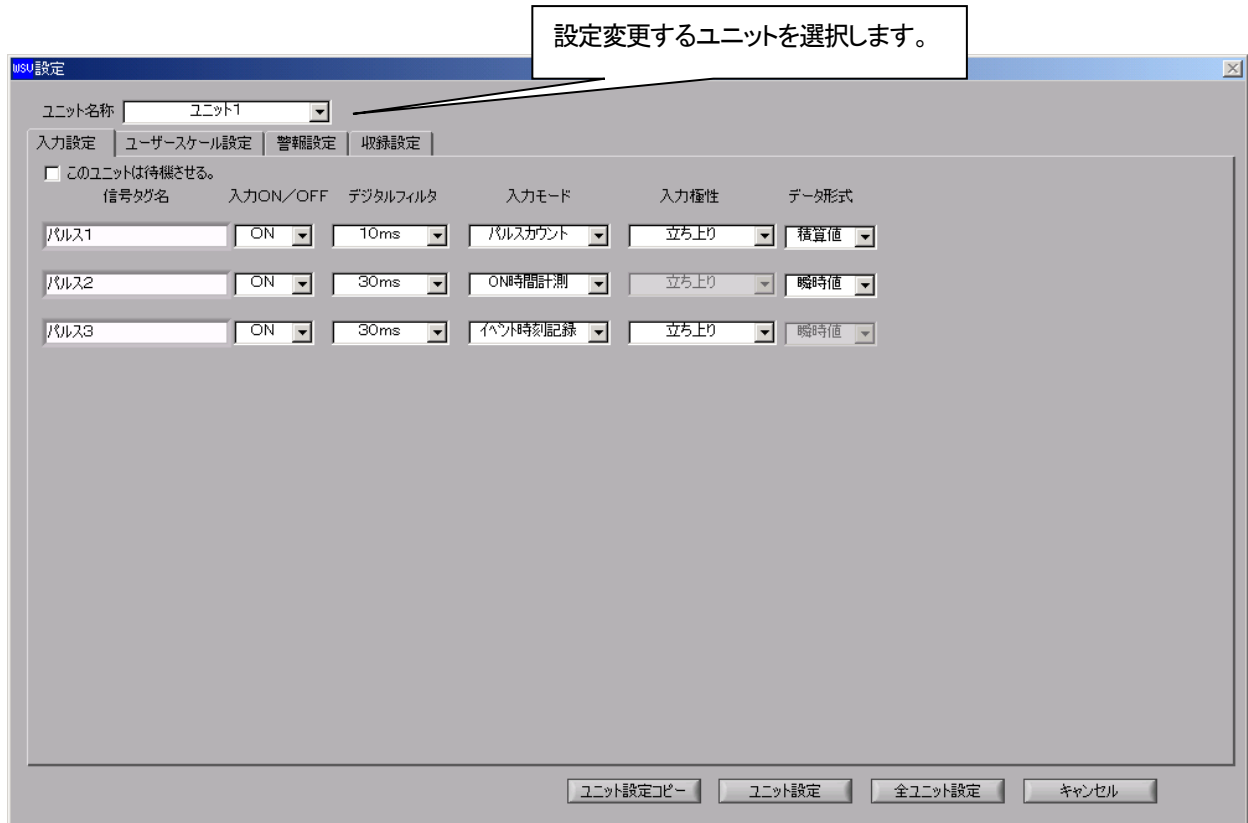 設定変更するユニットを選択します。
WSV設定
ユニット名称 ユニット1
入力設定 ユーザースケール設定 警報設定 収録設定
このユニットは待機させる。
信号タグ名 入力ON/OFF デジタルフィルタ 入力モード 入力極性 データ形式
パルス1 ON 10ms パルスカウント 立ち上り 積算値
パルス2 ON 30ms ON時間計測 立ち上り 瞬時値
パルス3 ON 30ms イベント時刻記録 立ち上り 瞬時値
ユニット設定コピー ユニット設定 全ユニット設定 キャンセル